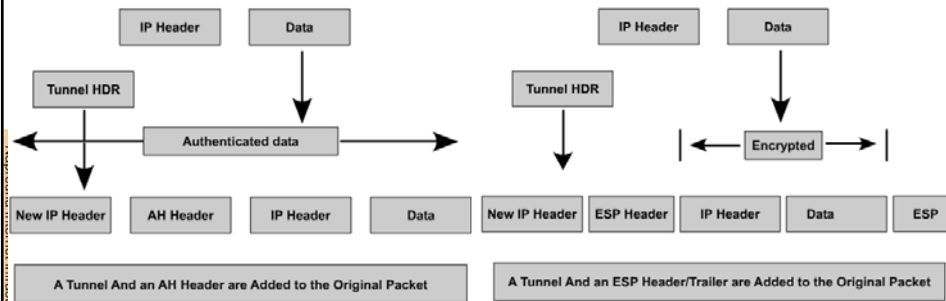 IP Header
Data
IP Header
Data
Tunnel HDR
Tunnel HDR
Authenticated data
Encrypted
New IP Header
AH Header
IP Header
Data
New IP Header
ESP Header
IP Header
Data
ESP
A Tunnel And an AH Header are Added to the Original Packet
A Tunnel And an ESP Header/Trailer are Added to the Original Packet